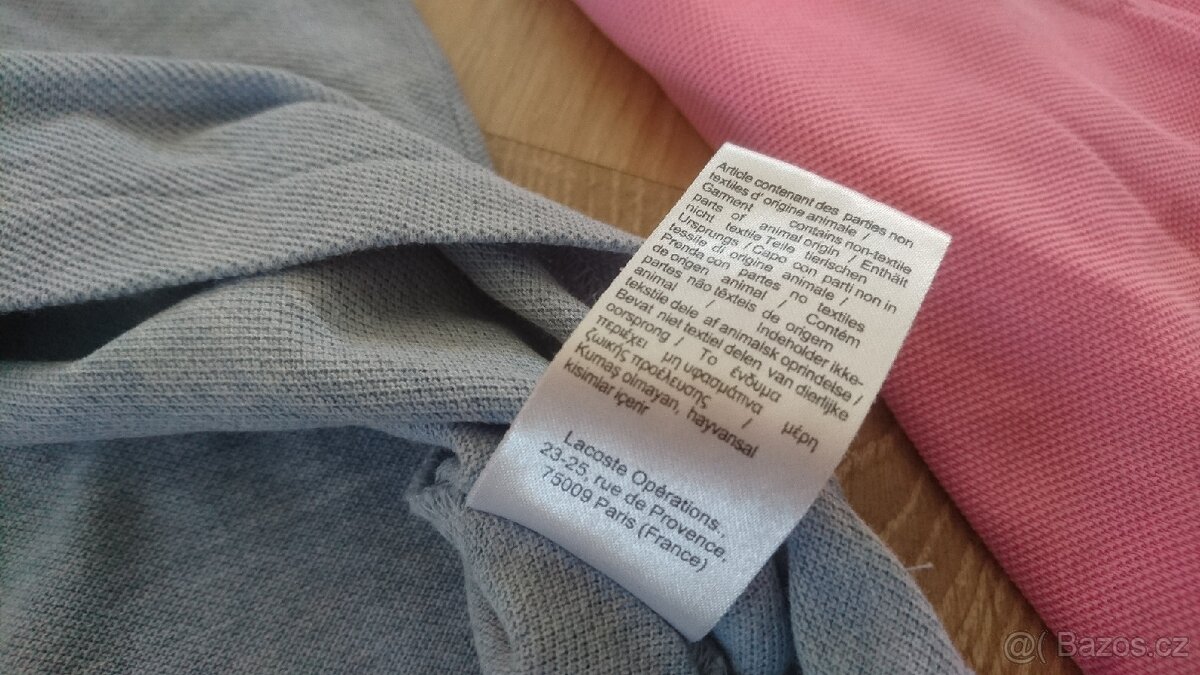 Article contenant des parties non
textiles d' origine animale /
Garment contains non-textile
parts of animal origin / Enthält
nicht textile Teile tierischen
Ursprungs / Capo con parti non in
tessile di origine animale /
Prenda con partes no textiles
de origen animal / Contém
partes não têxteis de origem
animal / Indeholder ikke-
tekstile dele af animalsk oprindelse /
Bevat niet textiel delen van dierlijke
oorsprong / Το ένδυμα
περιέχει μη υφασμάτινα μέρη
ζωικής προέλευσης /
Kumaş olmayan, hayvansal
kisimlar içerir
Lacoste Opérations.,
23-25, rue de Provence,
75009 Paris (France)
@( Bazos.cz